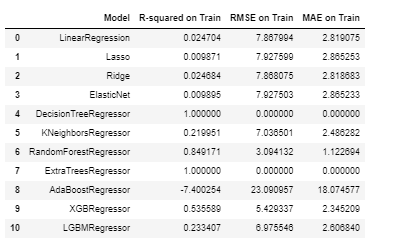 Model R-squared on Train RMSE on Train MAE on Train
0 LinearRegression 0.024704 7.867994 2.819075
1 Lasso 0.009871 7.927599 2.865253
2 Ridge 0.024684 7.868075 2.818683
3 ElasticNet 0.009895 7.927503 2.865233
4 DecisionTreeRegressor 1.000000 0.000000 0.000000
5 KNeighborsRegressor 0.219951 7.036501 2.486282
6 RandomForestRegressor 0.849171 3.094132 1.122694
7 ExtraTreesRegressor 1.000000 0.000000 0.000000
8 AdaBoostRegressor -7.400254 23.090957 18.074577
9 XGBRegressor 0.535589 5.429337 2.345209
10 LGBMRegressor 0.233407 6.975546 2.606840